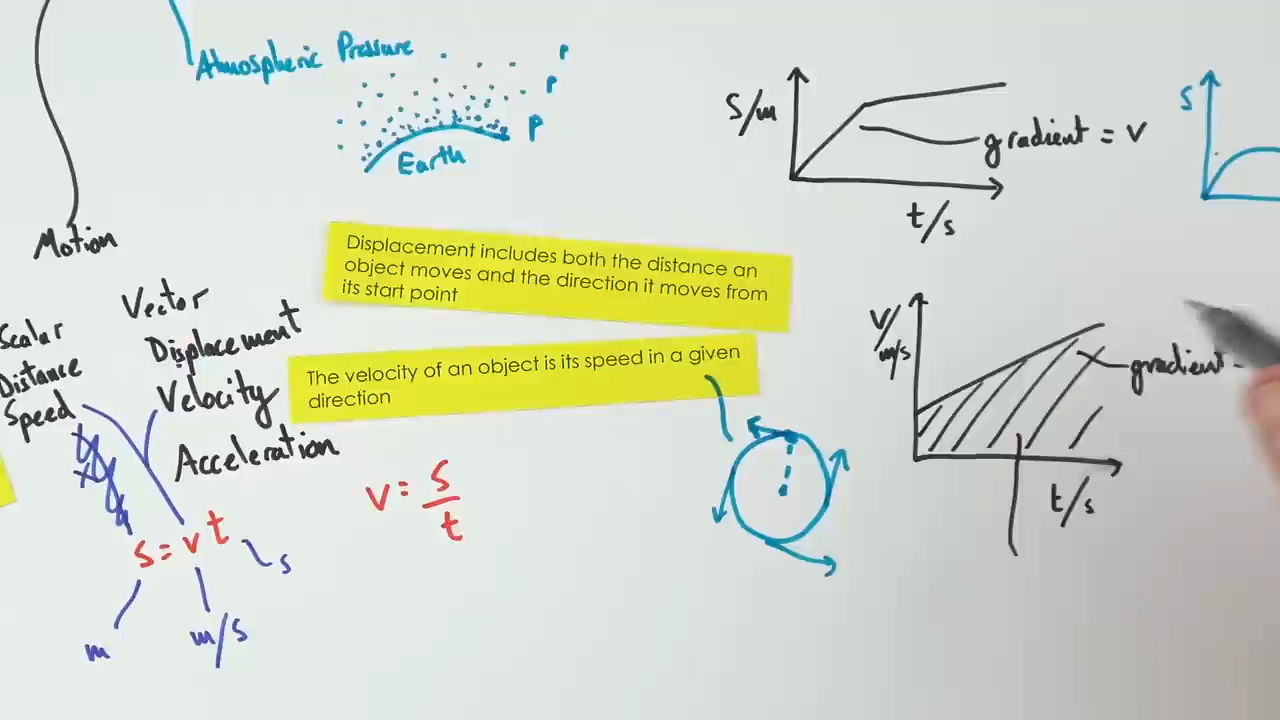 Atmospheric Pressure
P
P
P
Earth
Motion
S/m
gradient = v
t/s
S
Displacement includes both the distance an
object moves and the direction it moves from
its start point
The velocity of an object is its speed in a given
direction
Scalar
Distance
Speed
Vector
Displacement
Velocity
Acceleration
s = v t
s
m
m/s
v = s
t
V/
m/s
gradient =
t/s